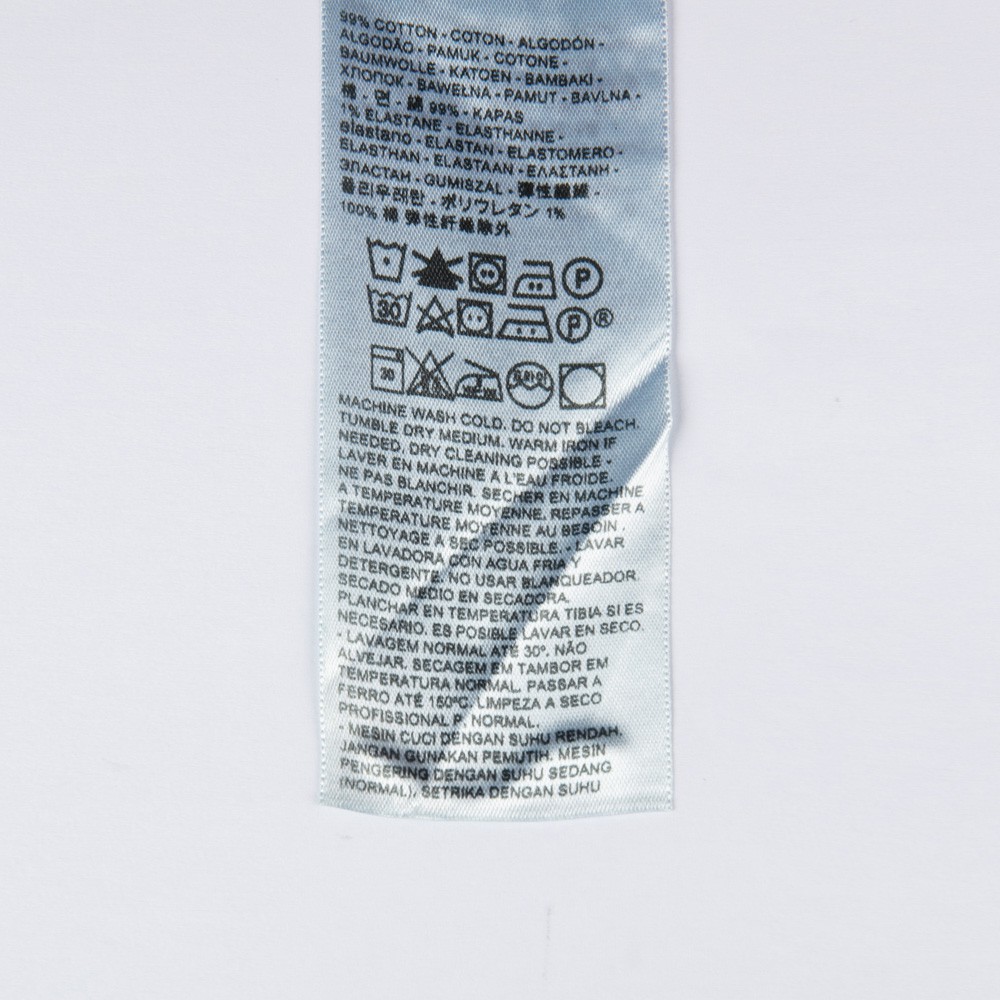 99% COTTON - COTON - ALGODÓN -
ALGODÃO - PAMUK - COTONE -
BAUMWOLLE - KATOEN - BAMBAKI -
ХЛОПОК - BAWEŁNA - PAMUT - BAVLNA -
棉 - 면 - 綿 99% - KAPAS
1% ELASTANE - ELASTHANNE -
elastano - ELASTAN - ELASTOMERO -
ELASTHAN - ELASTAAN - ΕΛΑΣΤΑΝΗ -
ЭЛАСТАН - GUMISZAL - 彈性纖維 -
폴리우레탄 - ポリウレタン 1%
100% 棉 弹性纤维除外
P
30 P ®
30 드라이
MACHINE WASH COLD. DO NOT BLEACH.
TUMBLE DRY MEDIUM. WARM IRON IF
NEEDED. DRY CLEANING POSSIBLE -
LAVER EN MACHINE A L'EAU FROIDE.
NE PAS BLANCHIR. SECHER EN MACHINE
A TEMPERATURE MOYENNE. REPASSER A
TEMPERATURE MOYENNE AU BESOIN .
NETTOYAGE A SEC POSSIBLE. - LAVAR
EN LAVADORA CON AGUA FRIA Y
DETERGENTE. NO USAR BLANQUEADOR.
SECADO MEDIO EN SECADORA.
PLANCHAR EN TEMPERATURA TIBIA SI ES
NECESARIO. ES POSIBLE LAVAR EN SECO.
- LAVAGEM NORMAL ATÉ 30º. NÃO
ALVEJAR. SECAGEM EM TAMBOR EM
TEMPERATURA NORMAL. PASSAR A
FERRO ATÉ 150ºC. LIMPEZA A SECO
PROFISSIONAL P. NORMAL.
- MESIN CUCI DENGAN SUHU RENDAH.
JANGAN GUNAKAN PEMUTIH. MESIN
PENGERING DENGAN SUHU SEDANG
(NORMAL). SETRIKA DENGAN SUHU